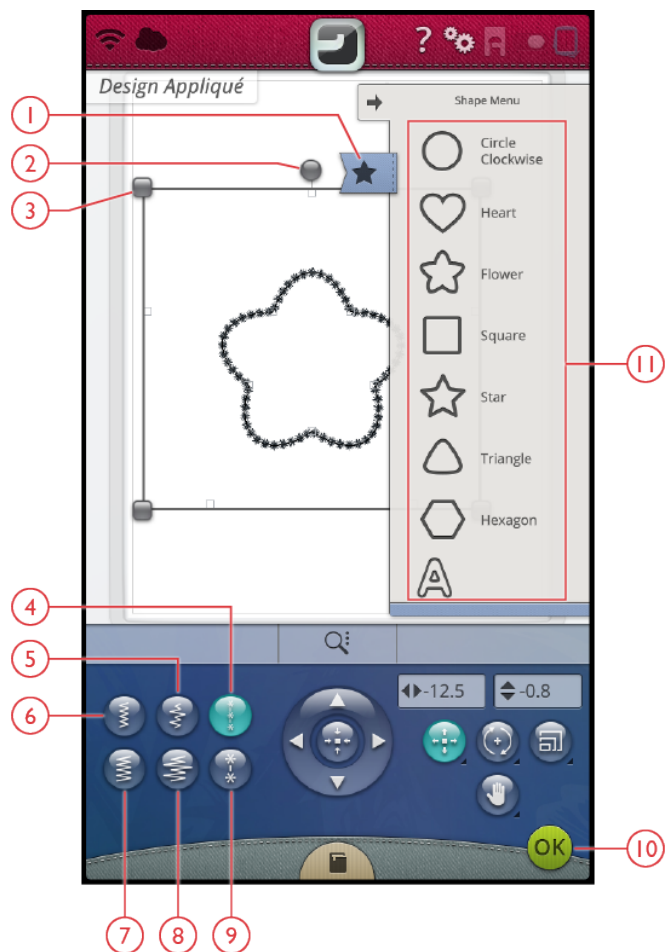 ?
Design Appliqué
Shape Menu
1
Circle
Clockwise
2
3
Heart
Flower
Square
11
Star
Triangle
Hexagon
A
4
5
-12.5
-0.8
6
OK
10
7
8
9